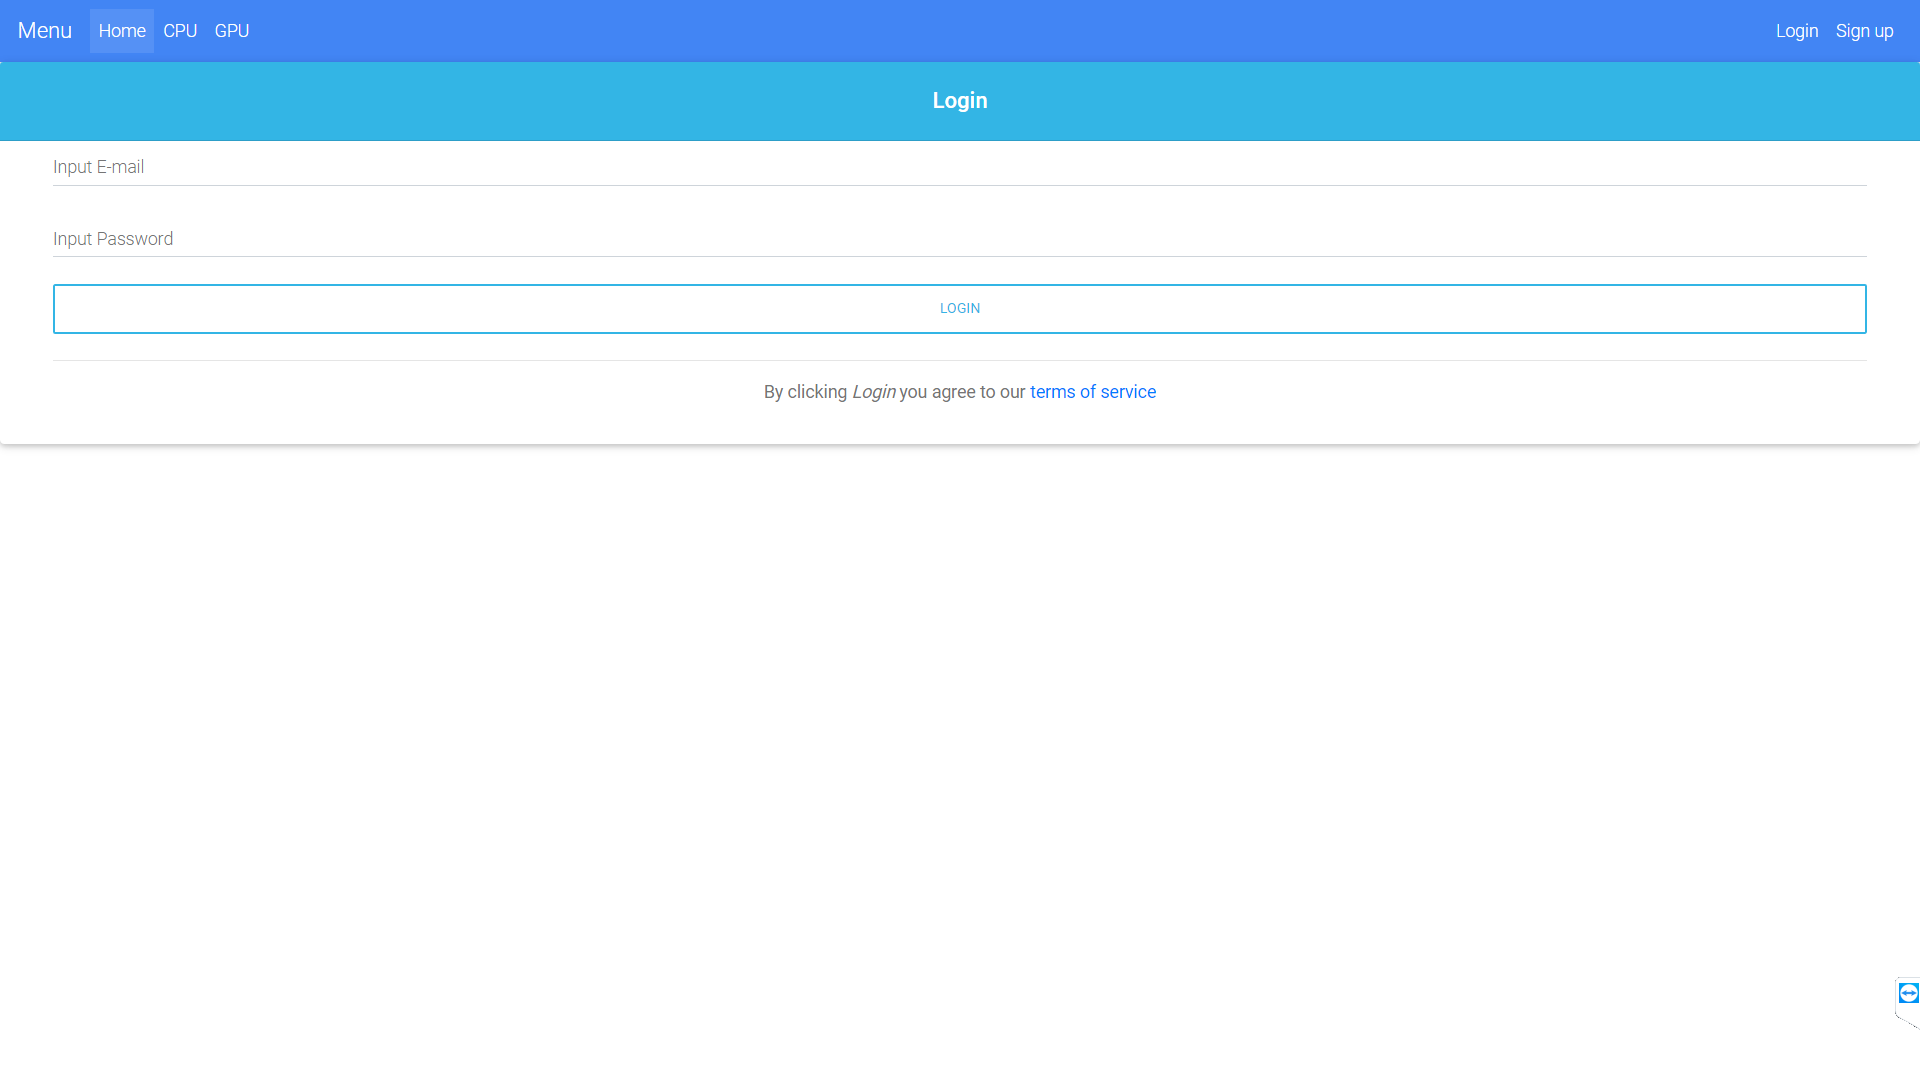 Menu Home CPU GPU Login Sign up
Login
Input E-mail
Input Password
LOGIN
By clicking Login you agree to our terms of service